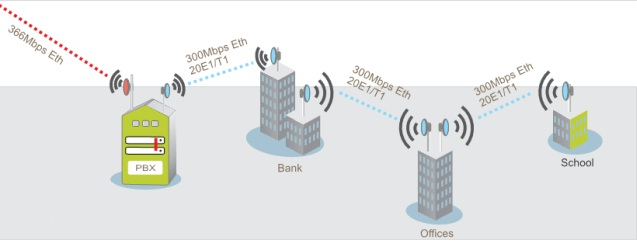 366Mbps Eth
300Mbps Eth
20E1/T1
300Mbps Eth
20E1/T1
300Mbps Eth
20E1/T1
PBX
Bank
Offices
School